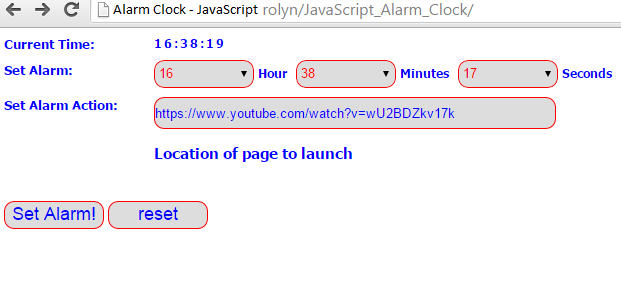 Alarm Clock - JavaScript rolyn/JavaScript_Alarm_Clock/
Current Time: 16:38:19
Set Alarm: 16 Hour 38 Minutes 17 Seconds
Set Alarm Action: https://www.youtube.com/watch?v=wU2BDZkv17k
Location of page to launch
Set Alarm! reset